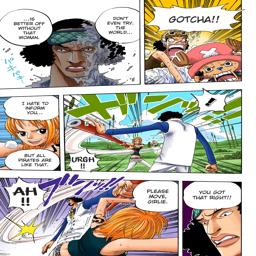 GOTCHA!!
DON'T
EVEN TRY.
THE
WORLD...
...IS
BETTER OFF
WITHOUT
THAT
WOMAN.
URGH
!!
I HATE TO
INFORM
YOU...
BUT ALL
PIRATES ARE
LIKE THAT.
YOU GOT
THAT RIGHT!!
PLEASE
MOVE,
GIRLIE.
AH
!!